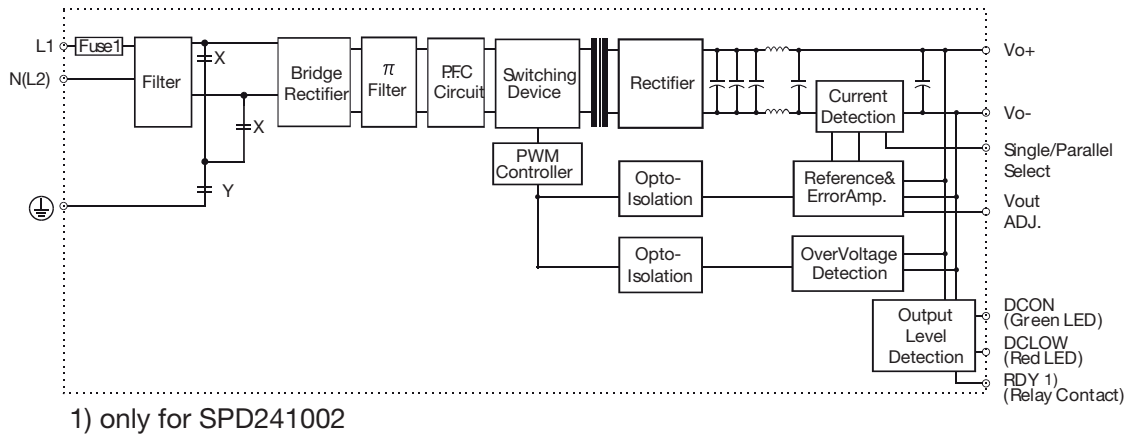 L1
Fuse1
N(L2)
Filter
X
X
Y
Bridge
Rectifier
π
Filter
P.F.C
Circuit
Switching
Device
Rectifier
Current
Detection
PWM
Controller
Opto-
Isolation
Reference&
ErrorAmp.
Opto-
Isolation
OverVoltage
Detection
Output
Level
Detection
Vo+
Vo-
Single/Parallel
Select
Vout
ADJ.
DCON
(Green LED)
DCLOW
(Red LED)
RDY 1)
(Relay Contact)
1) only for SPD241002